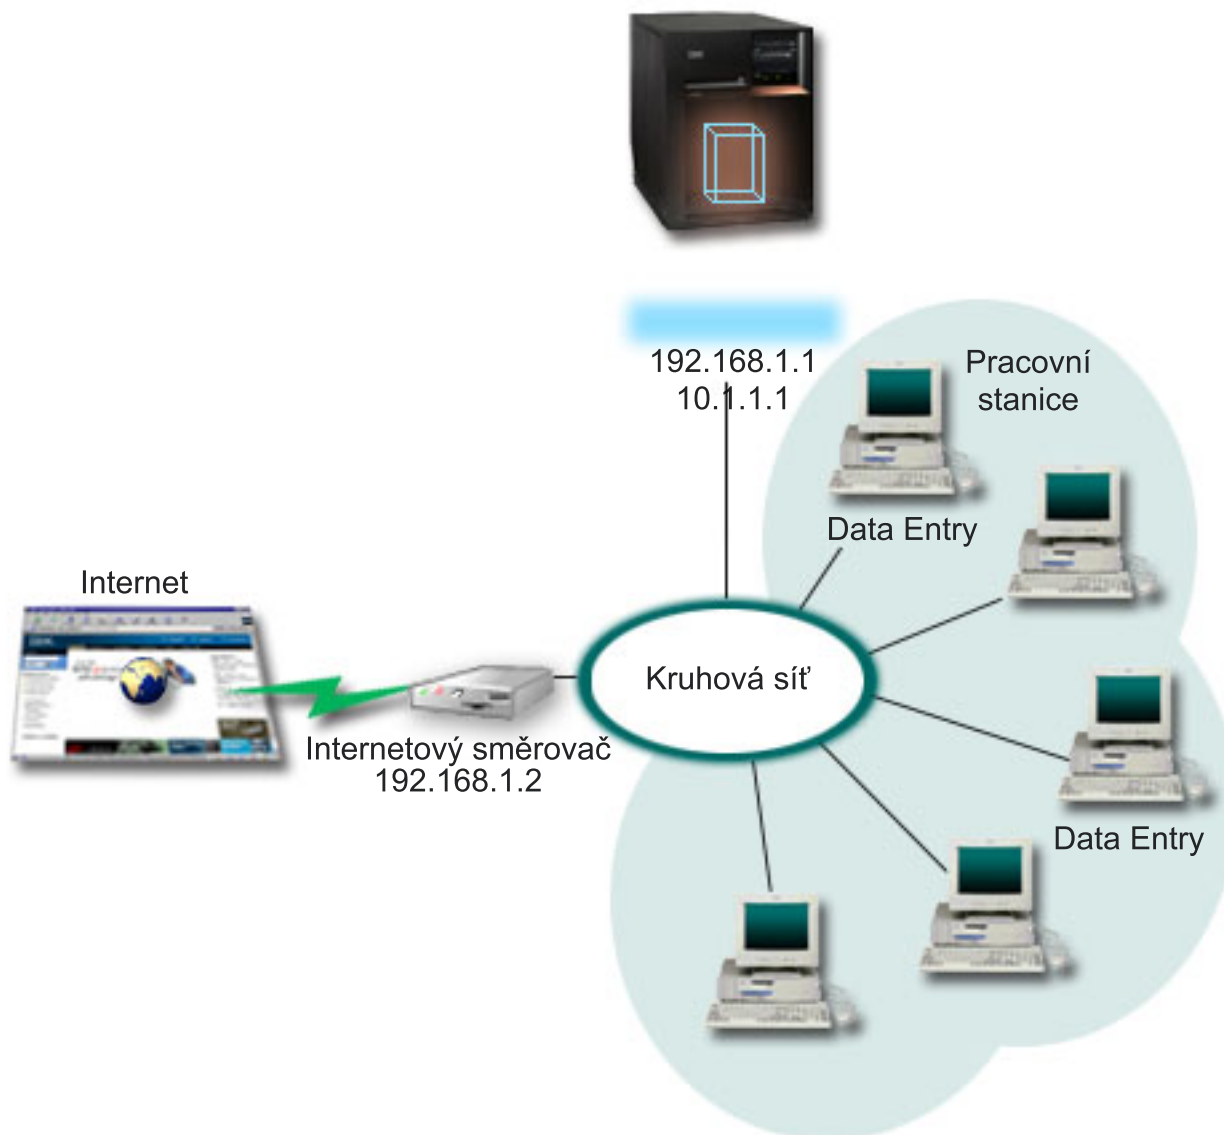 192.168.1.1
10.1.1.1
Pracovní
stanice
Data Entry
Internet
Kruhová síť
Internetový směrovač
192.168.1.2
Data Entry